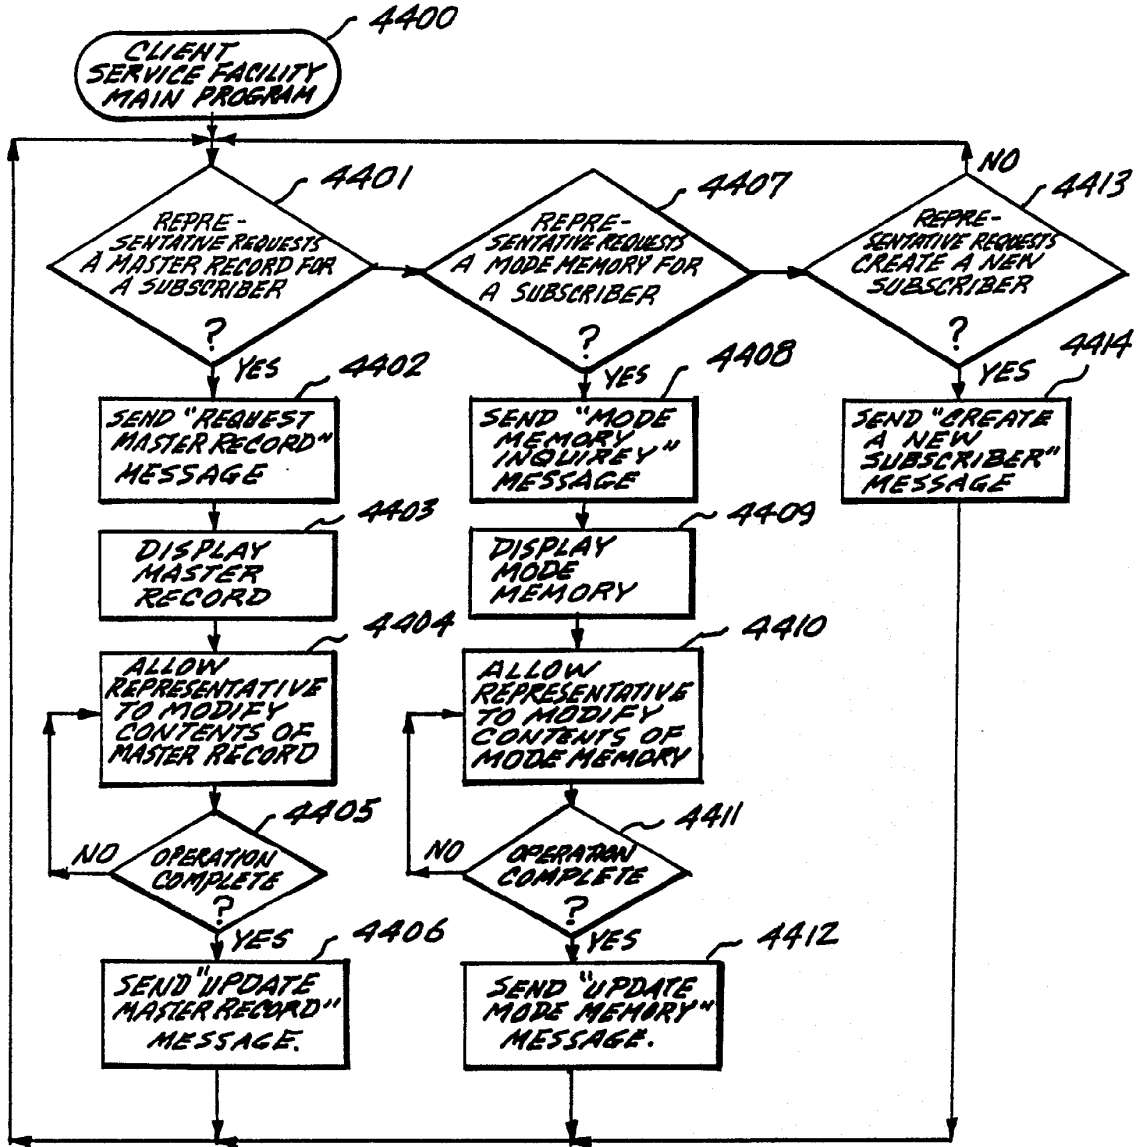 4400
CLIENT
SERVICE FACILITY
MAIN PROGRAM
4401
REPRE-
SENTATIVE REQUESTS
A MASTER RECORD FOR
A SUBSCRIBER
?
YES
4402
SEND "REQUEST
MASTER RECORD"
MESSAGE
4403
DISPLAY
MASTER
RECORD
4404
ALLOW
REPRESENTATIVE
TO MODIFY
CONTENTS OF
MASTER RECORD
4405
NO
OPERATION
COMPLETE
?
YES
4406
SEND "UPDATE
MASTER RECORD"
MESSAGE.
4407
REPRE-
SENTATIVE REQUESTS
A MODE MEMORY FOR
A SUBSCRIBER
?
YES
4408
SEND "MODE
MEMORY
INQUIREY"
MESSAGE
4409
DISPLAY
MODE
MEMORY
4410
ALLOW
REPRESENTATIVE
TO MODIFY
CONTENTS OF
MODE MEMORY
4411
NO
OPERATION
COMPLETE
?
YES
4412
SEND "UPDATE
MODE MEMORY"
MESSAGE.
NO
4413
REPRE-
SENTATIVE REQUESTS
CREATE A NEW
SUBSCRIBER
?
YES
4414
SEND "CREATE
A NEW
SUBSCRIBER"
MESSAGE